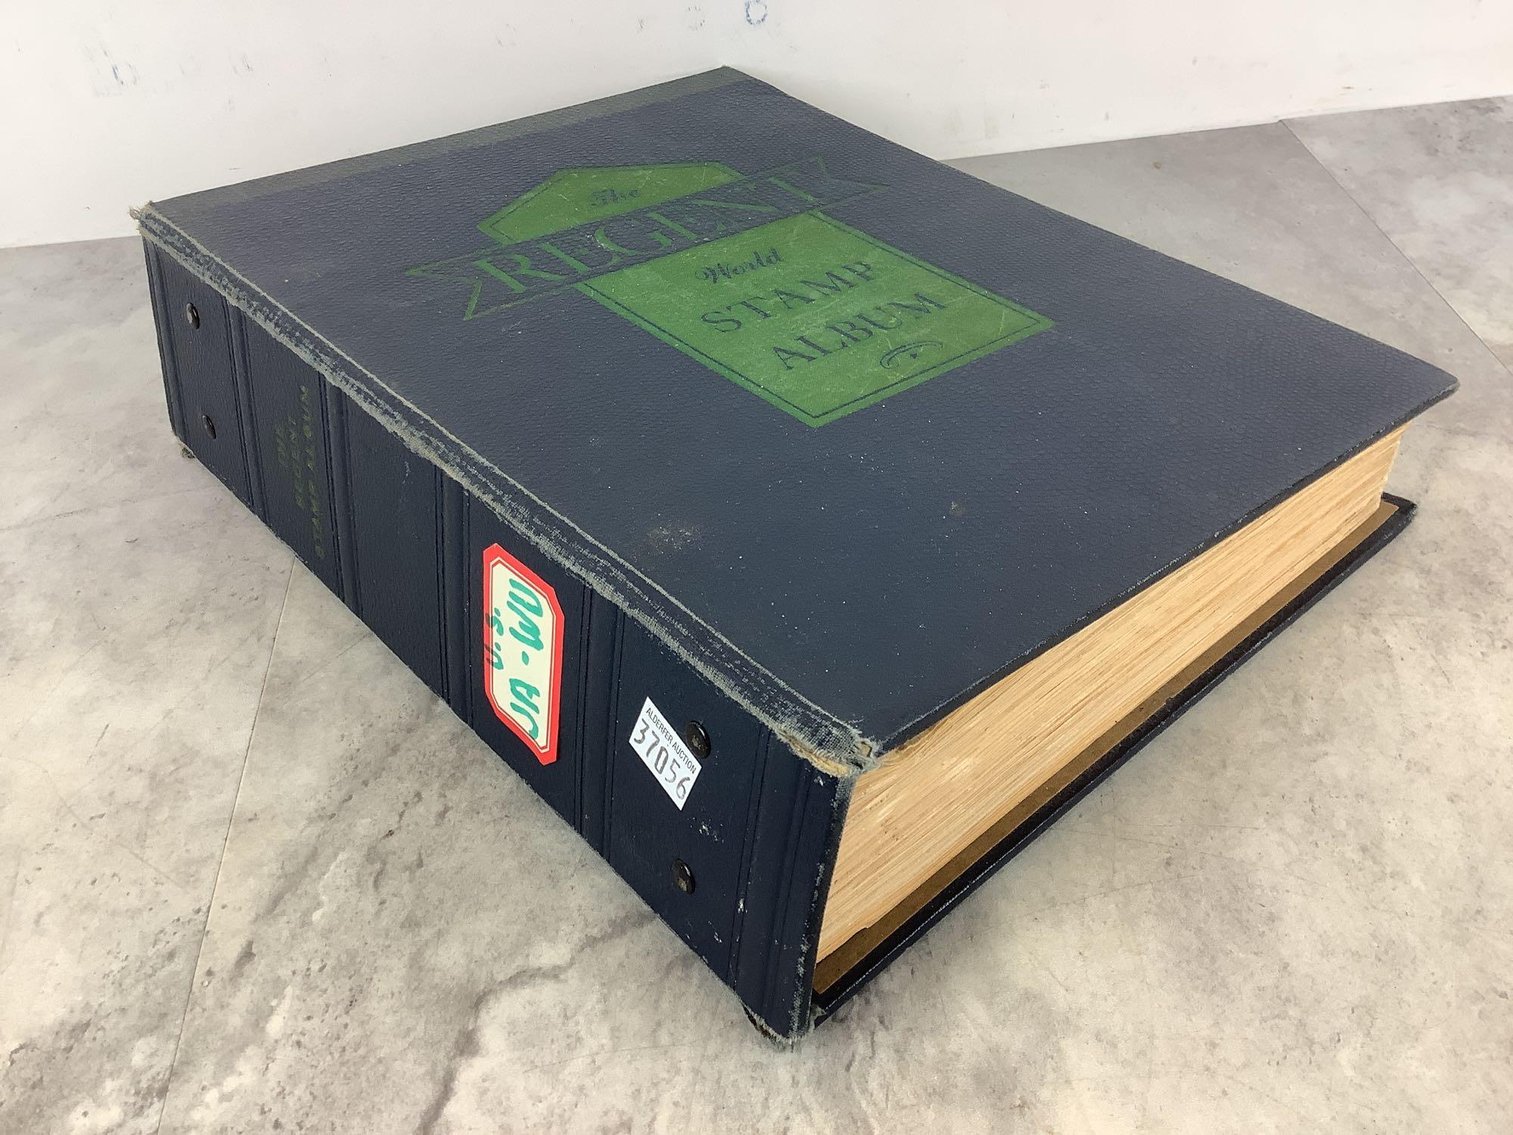 The
REGENT
World
STAMP
ALBUM
THE
REGENT
STAMP ALBUM
U.S.
JA-WU
ALDERFER AUCTION
37056